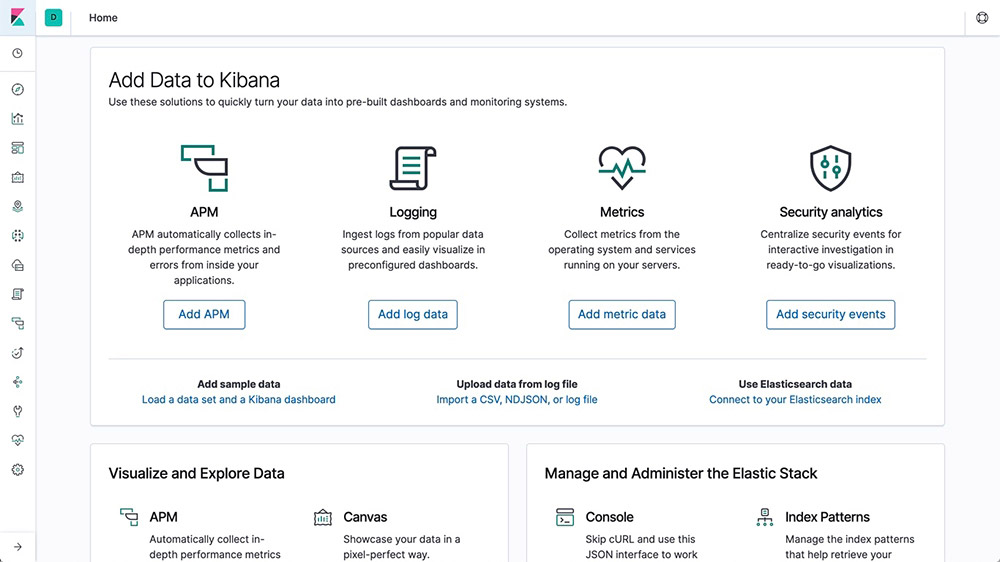 D
Home
Add Data to Kibana
Use these solutions to quickly turn your data into pre-built dashboards and monitoring systems.
APM
APM automatically collects in-
depth performance metrics and
errors from inside your
applications.
Add APM
Logging
Ingest logs from popular data
sources and easily visualize in
preconfigured dashboards.
Add log data
Metrics
Collect metrics from the
operating system and services
running on your servers.
Add metric data
Security analytics
Centralize security events for
interactive investigation in
ready-to-go visualizations.
Add security events
Add sample data
Load a data set and a Kibana dashboard
Upload data from log file
Import a CSV, NDJSON, or log file
Use Elasticsearch data
Connect to your Elasticsearch index
Visualize and Explore Data
APM
Automatically collect in-
depth performance metrics
Canvas
Showcase your data in a
pixel-perfect way.
Manage and Administer the Elastic Stack
Console
Skip cURL and use this
JSON interface to work
Index Patterns
Manage the index patterns
that help retrieve your